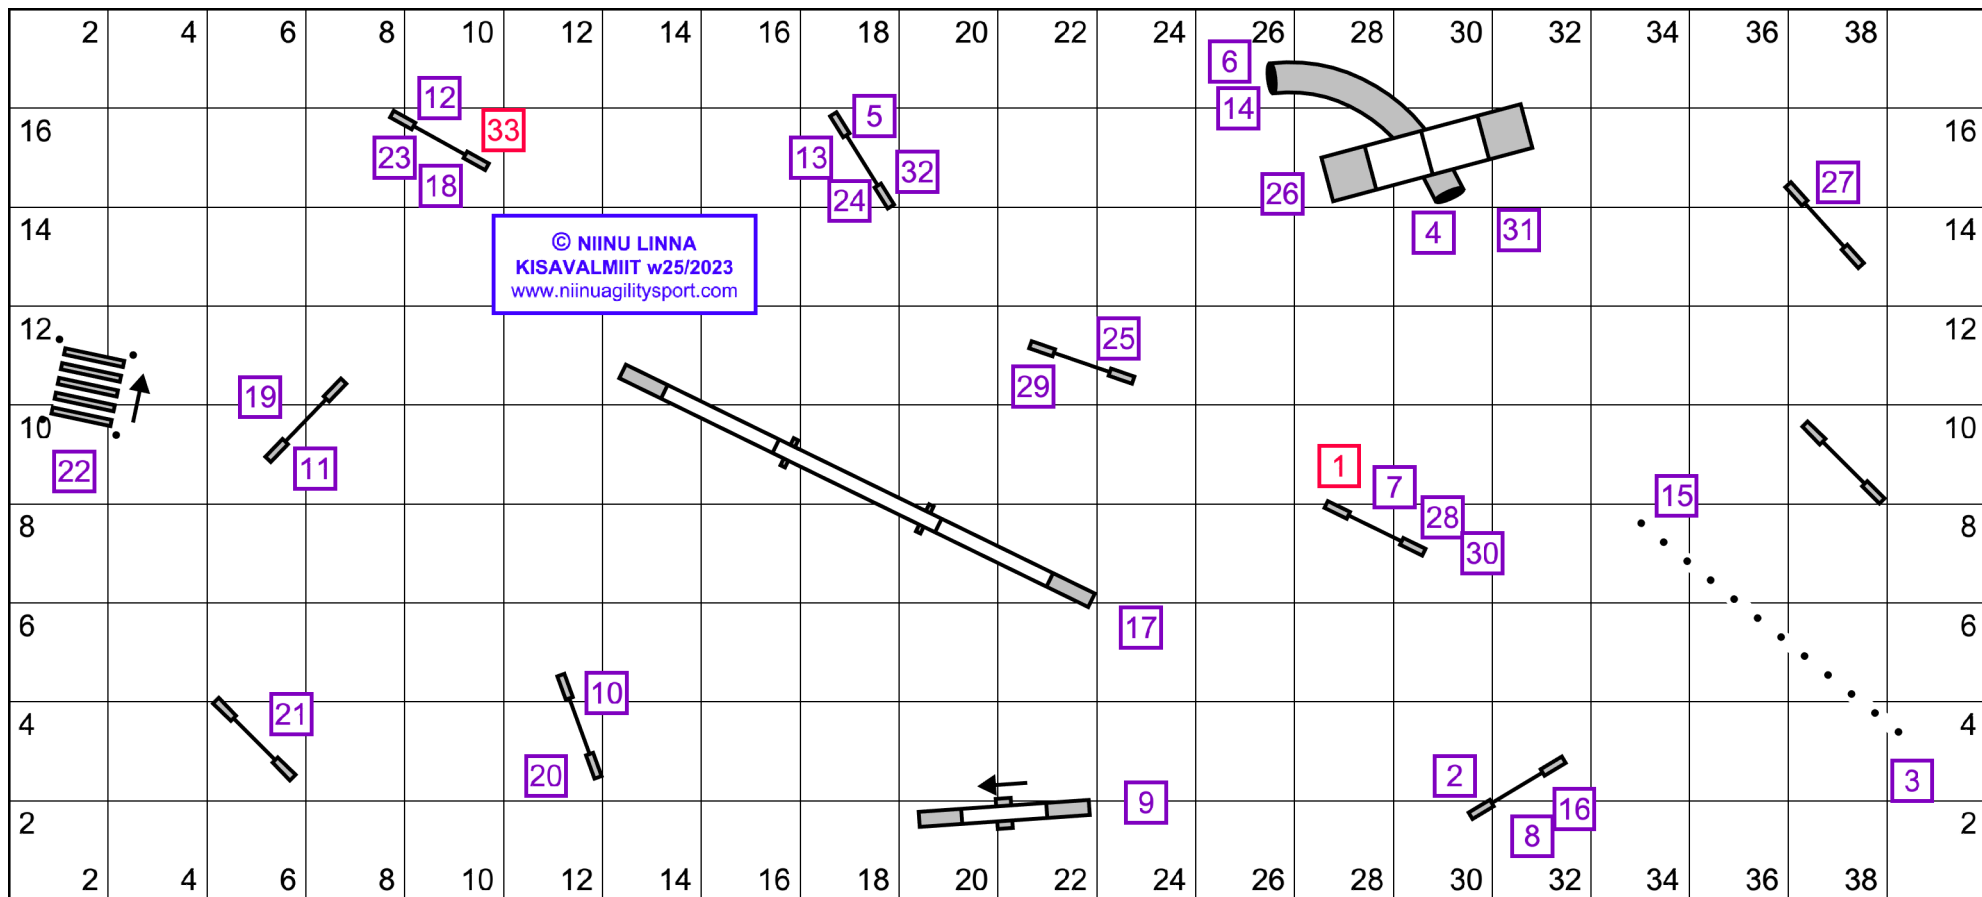 2 4 6 8 10 12 14 16 18 20 22 24 26 28 30 32 34 36 38
6
12 5 14
16 33 16
23 13 32 18 24 26 27
14 4 31 14
© NIINU LINNA
KISAVALMIIT w25/2023
www.niinuagilitysport.com
12 25 12
19 29
10 10
22 11 1 7 15
8 28 30 8
6 17 6
10
4 21 4
20 2 3
9 16
2 8 2
2 4 6 8 10 12 14 16 18 20 22 24 26 28 30 32 34 36 38